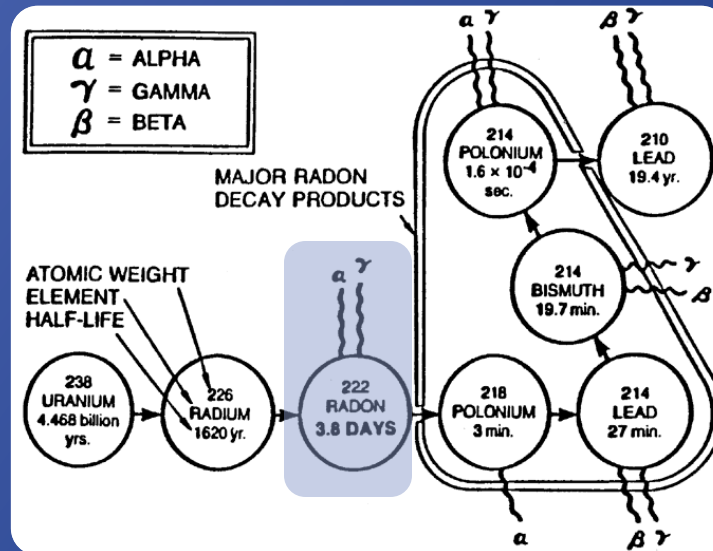 α = ALPHA
γ = GAMMA
β = BETA
α γ
β γ
214
POLONIUM
1.6 × 10⁻⁴
sec.
210
LEAD
19.4 yr.
MAJOR RADON
DECAY PRODUCTS
α γ
214
BISMUTH
19.7 min.
γ
β
ATOMIC WEIGHT
ELEMENT
HALF-LIFE
238
URANIUM
4.468 billion
yrs.
226
RADIUM
1620 yr.
222
RADON
3.8 DAYS
218
POLONIUM
3 min.
214
LEAD
27 min.
α
β γ